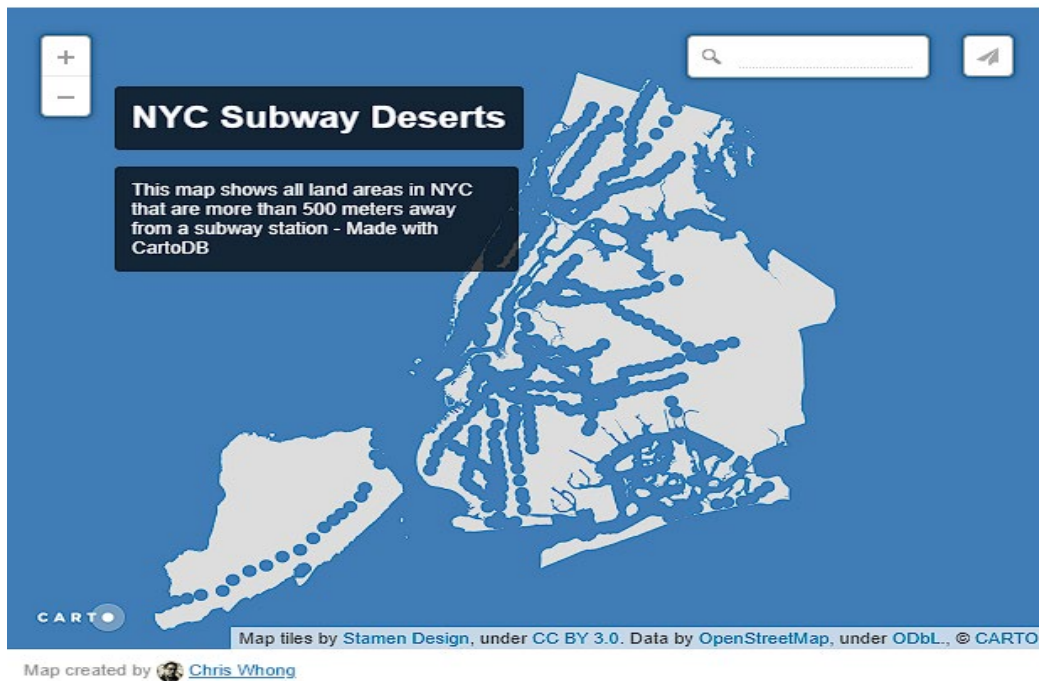 +
−
NYC Subway Deserts
This map shows all land areas in NYC
that are more than 500 meters away
from a subway station - Made with
CartoDB
CARTO
Map tiles by Stamen Design, under CC BY 3.0. Data by OpenStreetMap, under ODbL., © CARTO
Map created by Chris Whong